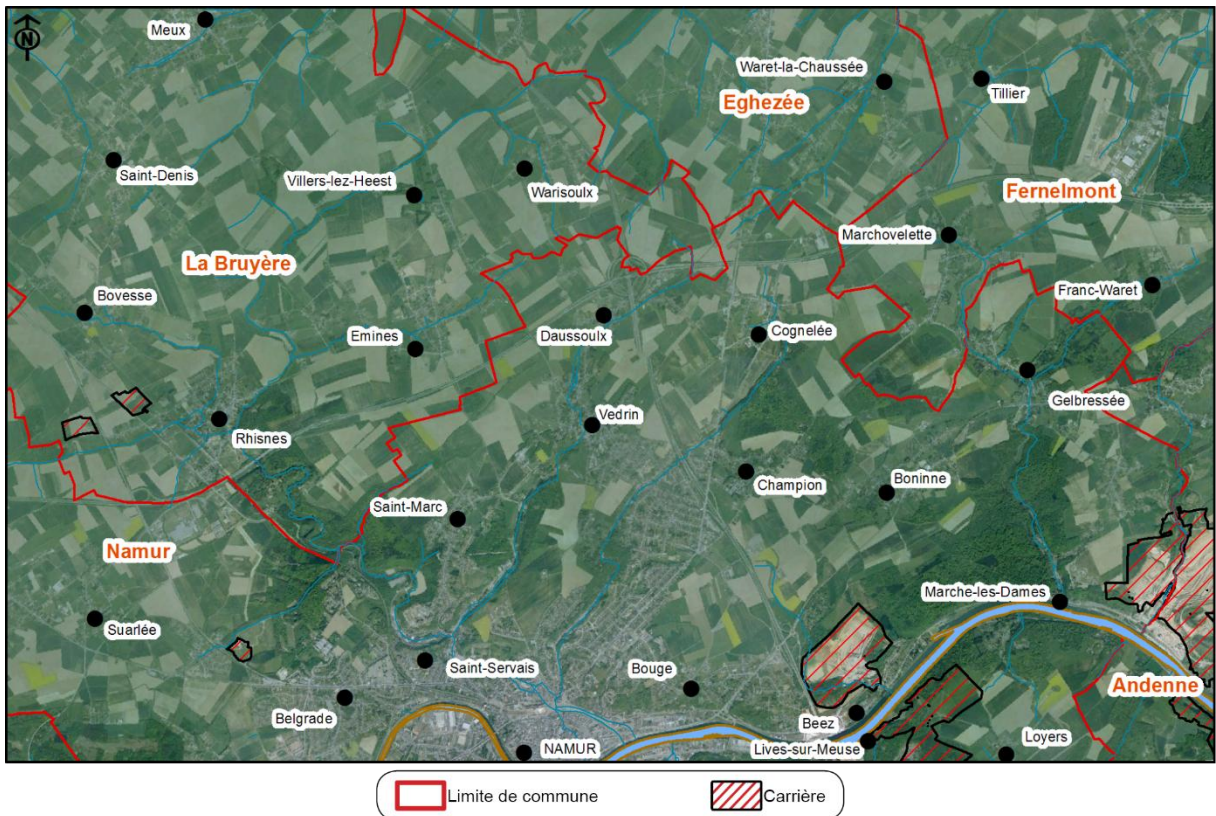 Meux
N
Waret-la-Chaussée
Tillier
Eghezée
Saint-Denis
Villers-lez-Heest
Warisoulx
Fernelmont
Marchovelette
La Bruyère
Franc-Waret
Bovesse
Emines
Daussoulx
Cognelée
Gelbressée
Rhisnes
Vedrin
Champion
Boninne
Saint-Marc
Namur
Marche-les-Dames
Suarlée
Saint-Servais
Bouge
Andenne
Belgrade
Beez
NAMUR
Lives-sur-Meuse
Loyers
Limite de commune
Carrière